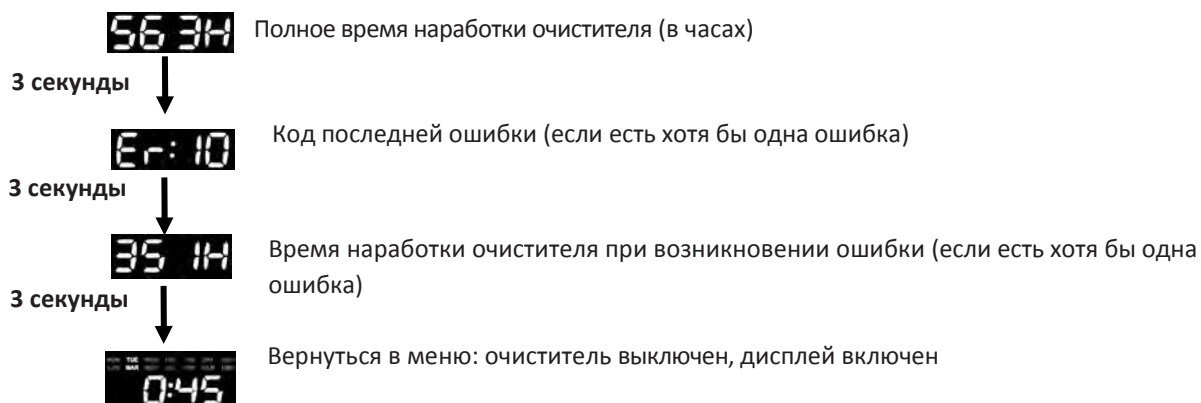 563H Полное время наработки очистителя (в часах)
3 секунды
Er: 10 Код последней ошибки (если есть хотя бы одна ошибка)
3 секунды
351H Время наработки очистителя при возникновении ошибки (если есть хотя бы одна
ошибка)
3 секунды
Вернуться в меню: очиститель выключен, дисплей включен
TUE
MAR
0:45